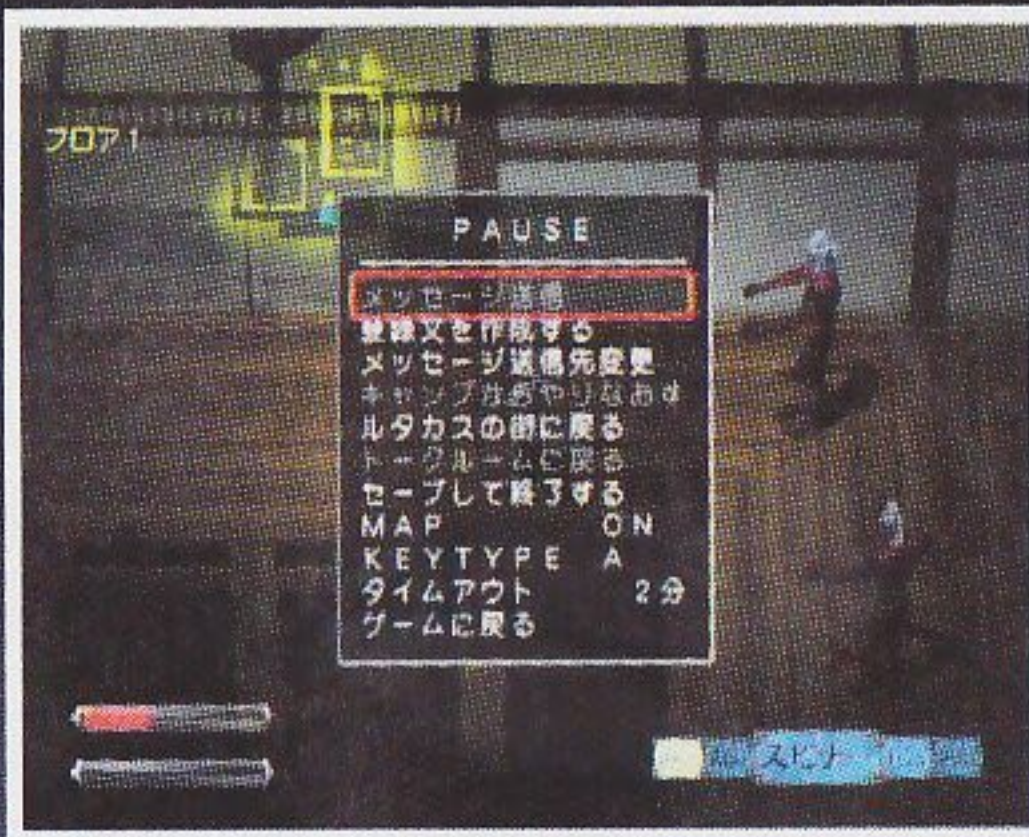 フロア1
PAUSE
メッセージ送信
登録文を作成する
メッセージ送信先変更
キャンプからやりなおす
ルタカスの街に戻る
トークルームに戻る
セーブして終了する
MAP ON
KEYTYPE A
タイムアウト 2分
ゲームに戻る
スピナー